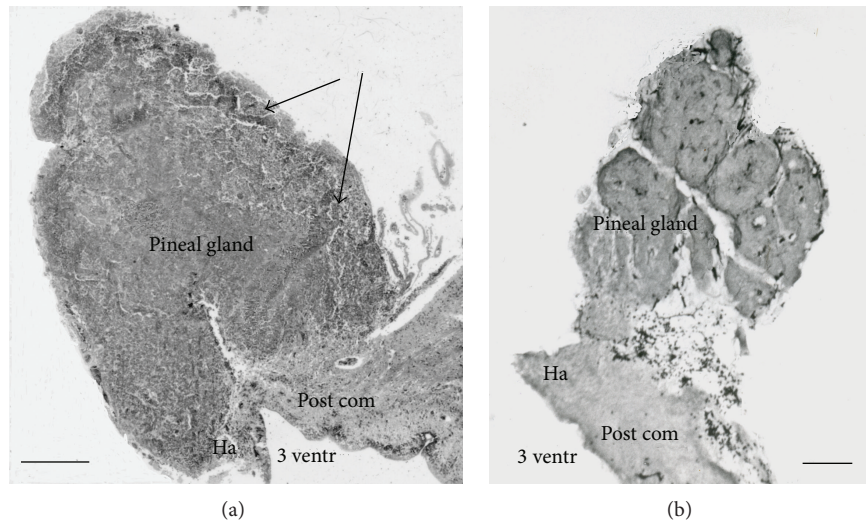 Pineal gland
Post com
Ha
3 ventr
(a)
Pineal gland
Ha
Post com
3 ventr
(b)